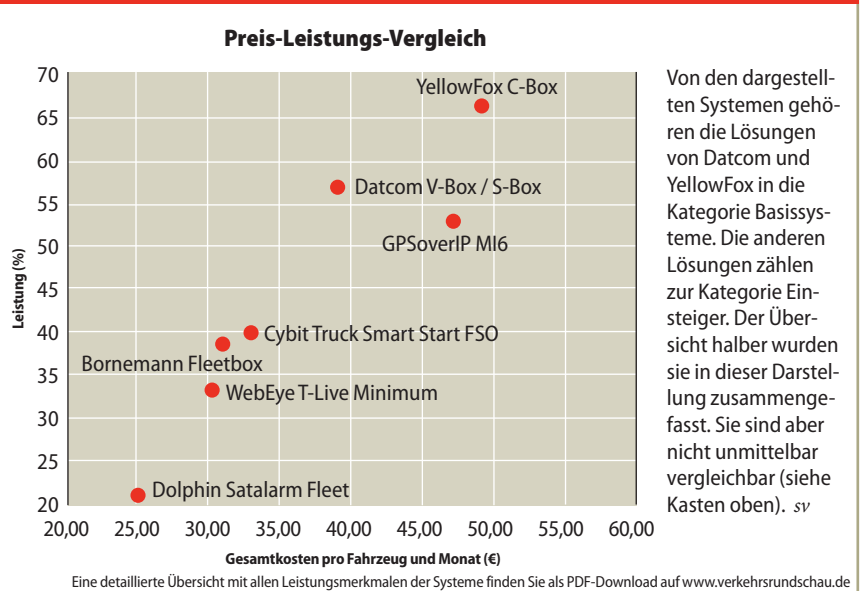 Preis-Leistungs-Vergleich
70
65
60
55
50
45
40
35
30
25
20
Leistung (%)
YellowFox C-Box
Datcom V-Box / S-Box
GPSoverIP MI6
Cybit Truck Smart Start FSO
Bornemann Fleetbox
WebEye T-Live Minimum
Dolphin Satalarm Fleet
20,00 25,00 30,00 35,00 40,00 45,00 50,00 55,00 60,00
Gesamtkosten pro Fahrzeug und Monat (€)
Von den dargestell-
ten Systemen gehö-
ren die Lösungen
von Datcom und
YellowFox in die
Kategorie Basissys-
teme. Die anderen
Lösungen zählen
zur Kategorie Ein-
steiger. Der Über-
sicht halber wurden
sie in dieser Darstel-
lung zusammenge-
fasst. Sie sind aber
nicht unmittelbar
vergleichbar (siehe
Kasten oben). sv
Eine detaillierte Übersicht mit allen Leistungsmerkmalen der Systeme finden Sie als PDF-Download auf www.verkehrsrundschau.de